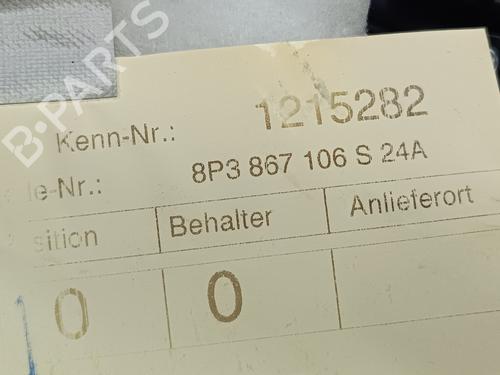 B-PARTS
Kenn-Nr.: 1215282
le-Nr.: 8P3 867 106 S 24A
sition Behalter Anlieferort
0 0